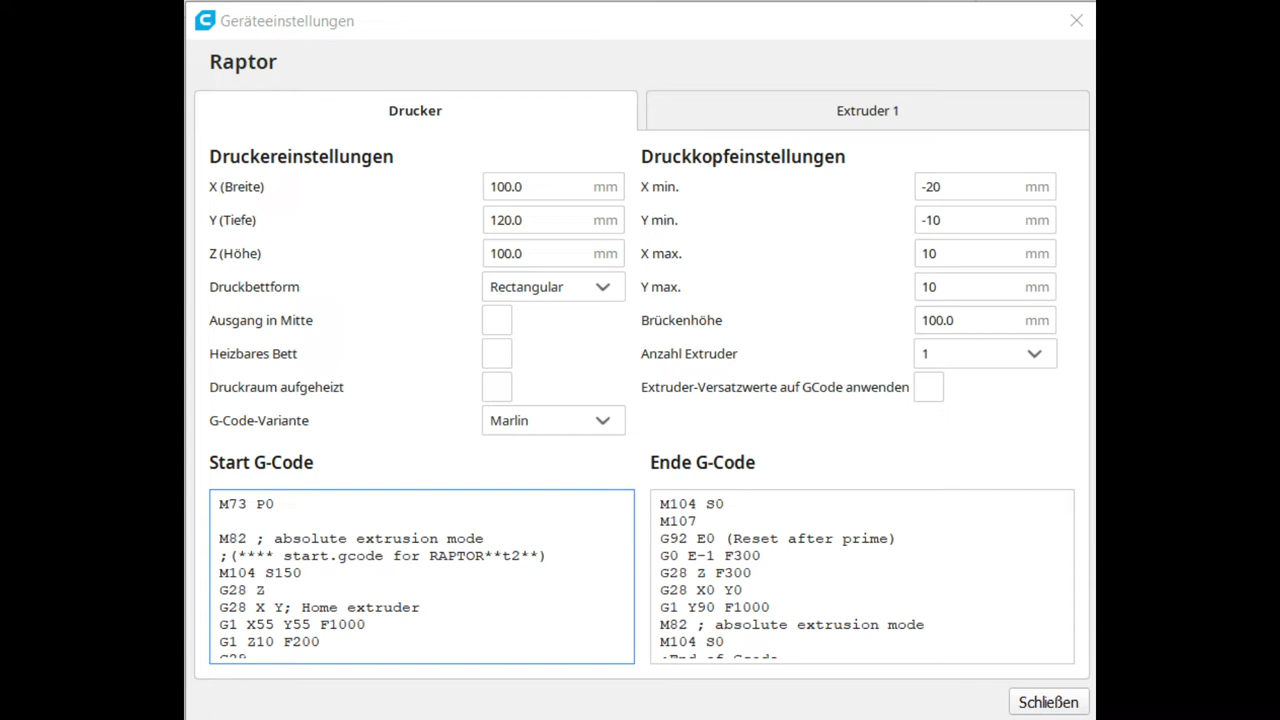 Geräteeinstellungen
Raptor
Drucker
Extruder 1
Druckereinstellungen
X (Breite) 100.0 mm
Y (Tiefe) 120.0 mm
Z (Höhe) 100.0 mm
Druckbettform Rectangular
Ausgang in Mitte
Heizbares Bett
Druckraum aufgeheizt
G-Code-Variante Marlin
Druckkopfeinstellungen
X min. -20 mm
Y min. -10 mm
X max. 10 mm
Y max. 10 mm
Brückenhöhe 100.0 mm
Anzahl Extruder 1
Extruder-Versatzwerte auf GCode anwenden
Start G-Code
M73 P0
M82 ; absolute extrusion mode
;(**** start.gcode for RAPTOR**t2**)
M104 S150
G28 Z
G28 X Y; Home extruder
G1 X55 Y55 F1000
G1 Z10 F200
Ende G-Code
M104 S0
M107
G92 E0 (Reset after prime)
G0 E-1 F300
G28 Z F300
G28 X0 Y0
G1 Y90 F1000
M82 ; absolute extrusion mode
M104 S0
Schließen